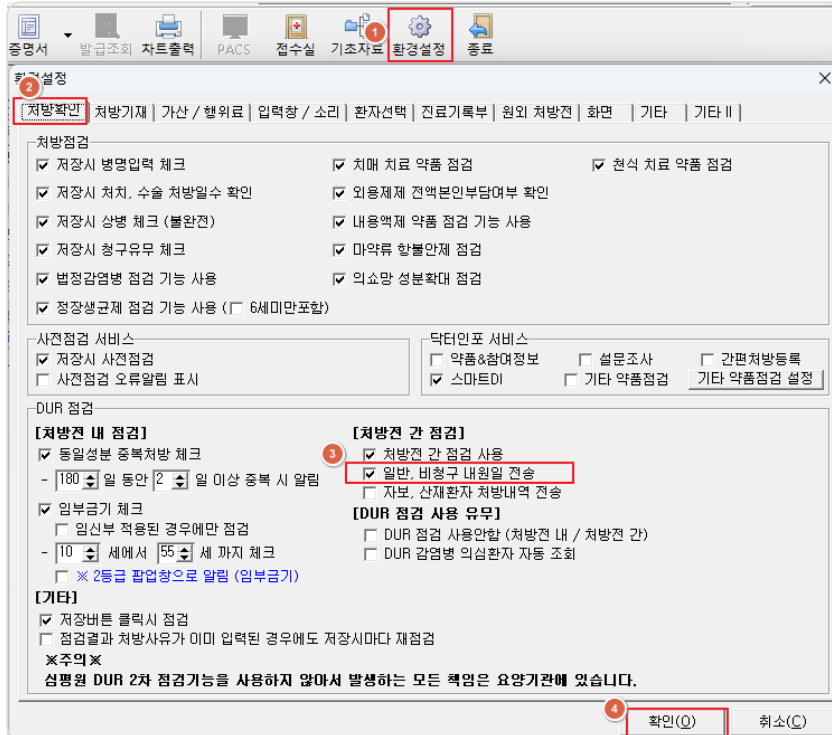 증명서 발급조회 차트출력 PACS 접수실 기초자료 환경설정 종료
1
환경설정
2
처방확인 처방기재 가산 / 행위료 입력창 / 소리 환자선택 진료기록부 원외 처방전 화면 기타 기타 II
처방점검
저장시 병명입력 체크 치매 치료 약품 점검 천식 치료 약품 점검
저장시 처치, 수술 처방일수 확인 외용제제 전액본인부담여부 확인
저장시 상병 체크 (불완전) 내용액제 약품 점검 기능 사용
저장시 청구유무 체크 마약류 항불안제 점검
법정감염병 점검 기능 사용 의쇼망 성분확대 점검
정장생균제 점검 기능 사용 ( 6세미만포함)
사전점검 서비스 닥터인포 서비스
저장시 사전점검 약품&참여정보 설문조사 간편처방등록
사전점검 오류알림 표시 스마트DI 기타 약품점검 기타 약품점검 설정
DUR 점검
[처방전 내 점검] [처방전 간 점검]
동일성분 중복처방 체크 3 처방전 간 점검 사용
- 180 일 동안 2 일 이상 중복 시 알림 일반, 비청구 내원일 전송
자보, 산재환자 처방내역 전송
임부금기 체크 [DUR 점검 사용 유무]
임신부 적용된 경우에만 점검 DUR 점검 사용안함 (처방전 내 / 처방전 간)
- 10 세에서 55 세 까지 체크 DUR 감염병 의심환자 자동 조회
※ 2등급 팝업창으로 알림 (임부금기)
[기타]
저장버튼 클릭시 점검
점검결과 처방사유가 이미 입력된 경우에도 저장시마다 재점검
※주의※
심평원 DUR 2차 점검기능을 사용하지 않아서 발생하는 모든 책임은 요양기관에 있습니다.
4
확인(O) 취소(C)